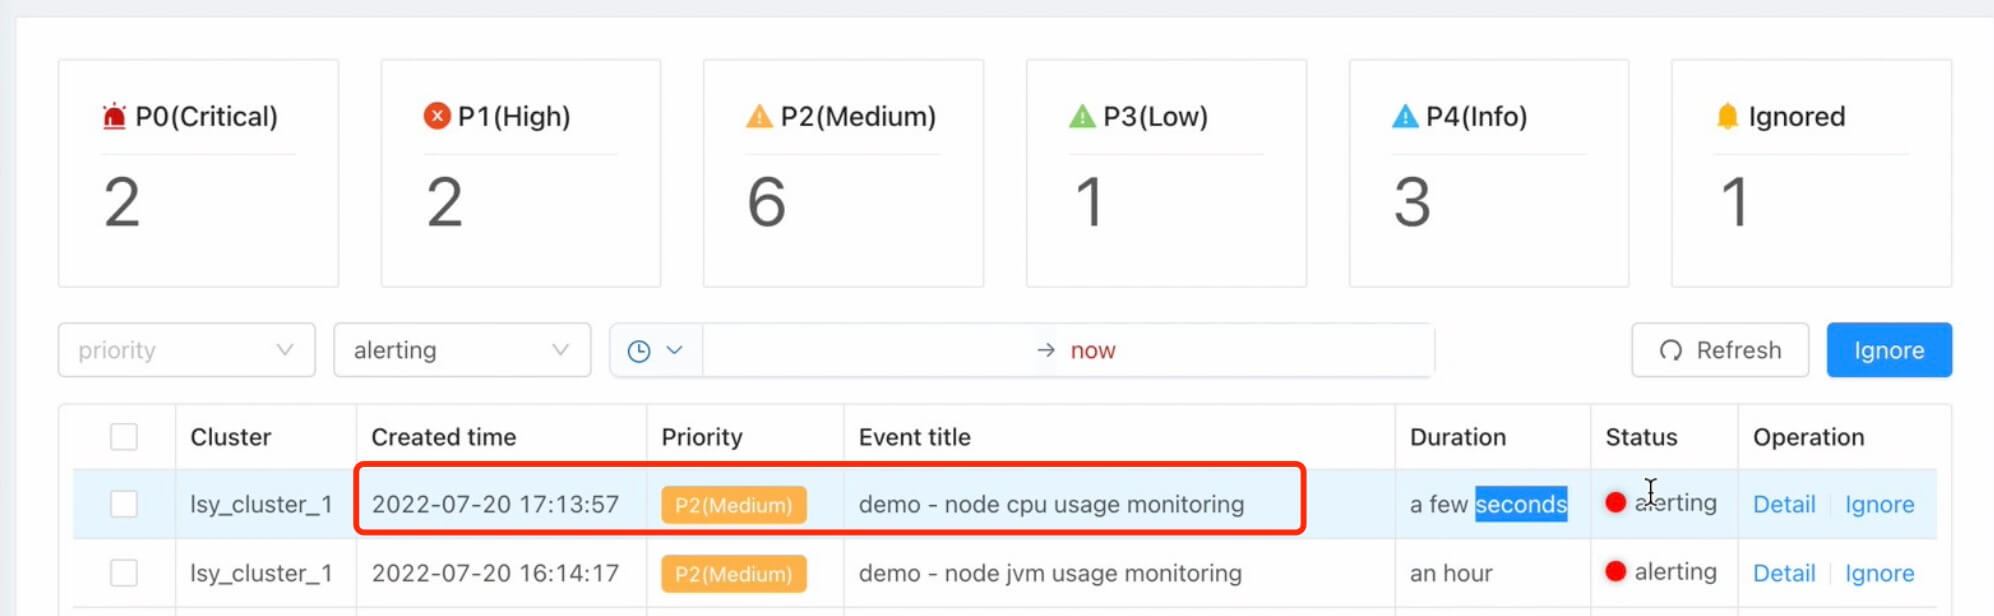 P0(Critical) P1(High) P2(Medium) P3(Low) P4(Info) Ignored
2 2 6 1 3 1
priority alerting → now Refresh Ignore
Cluster Created time Priority Event title Duration Status Operation
lsy_cluster_1 2022-07-20 17:13:57 P2(Medium) demo - node cpu usage monitoring a few seconds alerting Detail Ignore
lsy_cluster_1 2022-07-20 16:14:17 P2(Medium) demo - node jvm usage monitoring an hour alerting Detail Ignore